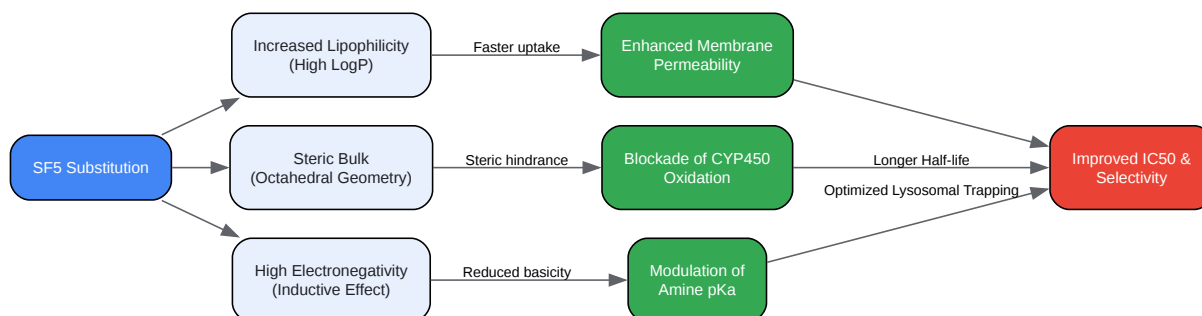 Increased Lipophilicity
(High LogP)
Faster uptake
Enhanced Membrane
Permeability
SF5 Substitution
Steric Bulk
(Octahedral Geometry)
Steric hindrance
Blockade of CYP450
Oxidation
Longer Half-life
Improved IC50 &
Selectivity
Optimized Lysosomal Trapping
High Electronegativity
(Inductive Effect)
Reduced basicity
Modulation of
Amine pKa